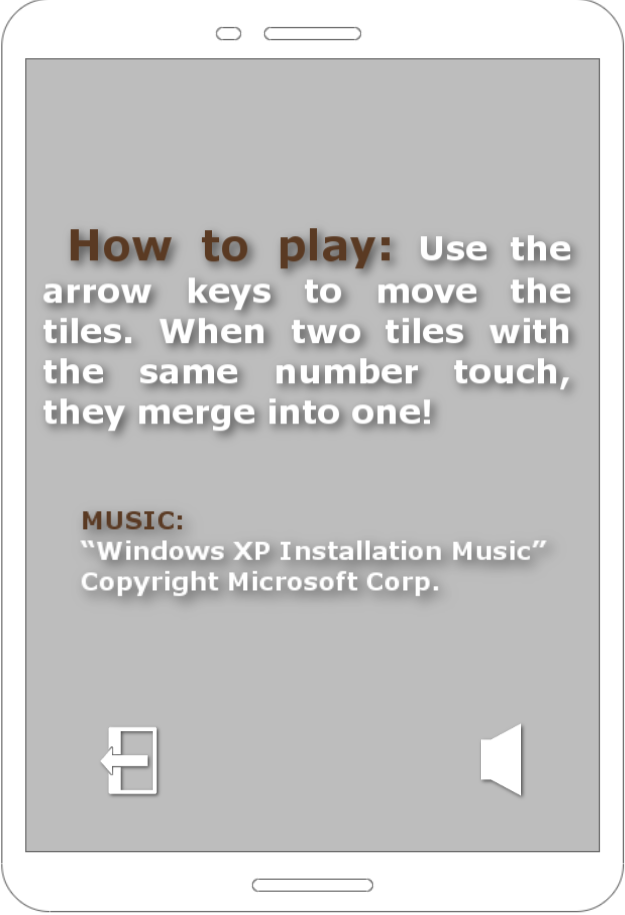 How to play: Use the
arrow keys to move the
tiles. When two tiles with
the same number touch,
they merge into one!
MUSIC:
“Windows XP Installation Music”
Copyright Microsoft Corp.